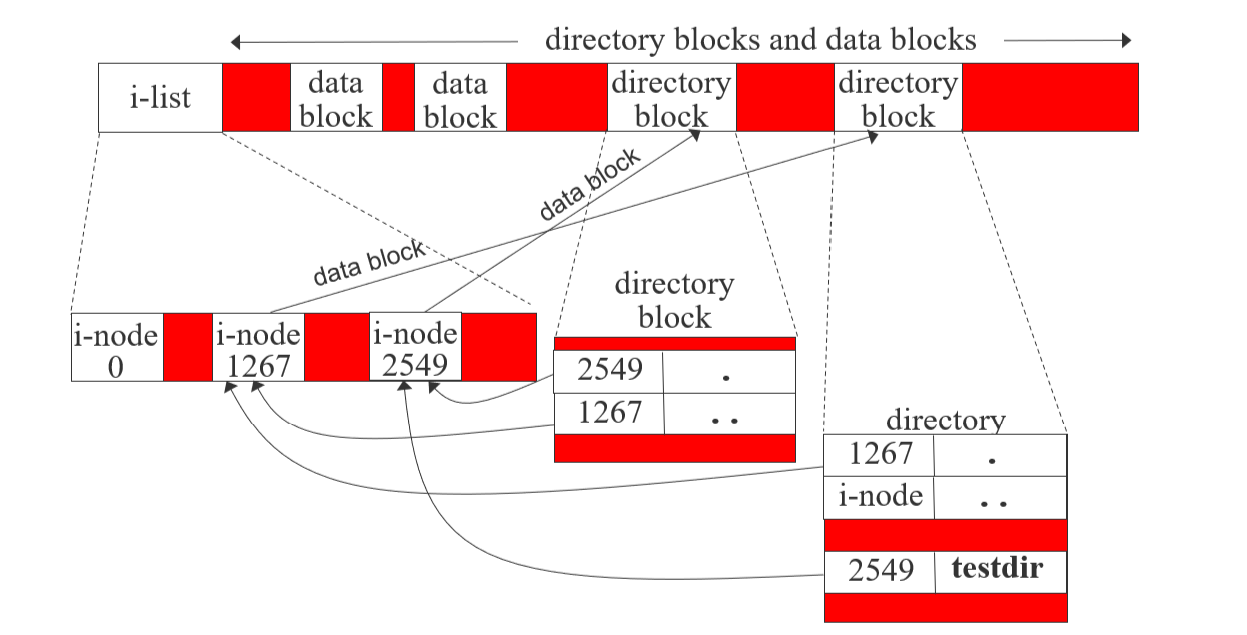 directory blocks and data blocks
i-list
data
block
data
block
directory
block
directory
block
data block
data block
i-node
0
i-node
1267
i-node
2549
directory
block
2549 .
1267 . .
directory
1267 .
i-node . .
2549 testdir